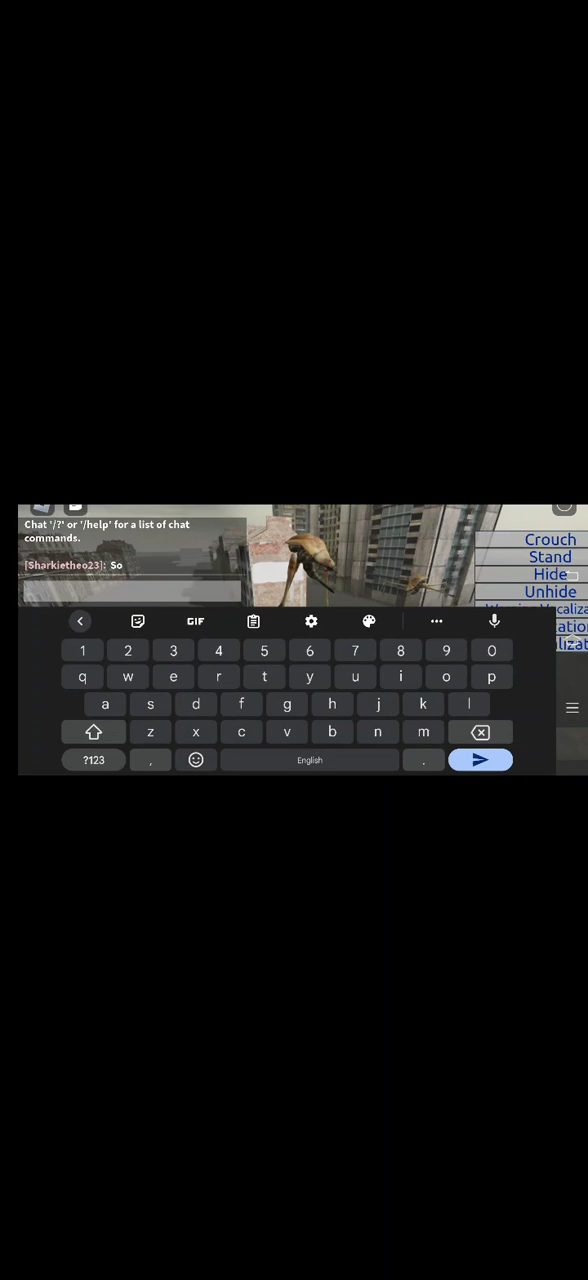 Chat '/?' or '/help' for a list of chat
commands.
[Sharkietheo23]: So
Crouch
Stand
Hide
Unhide
GIF
1 2 3 4 5 6 7 8 9 0
q w e r t y u i o p
a s d f g h j k l
z x c v b n m
?123 , English .